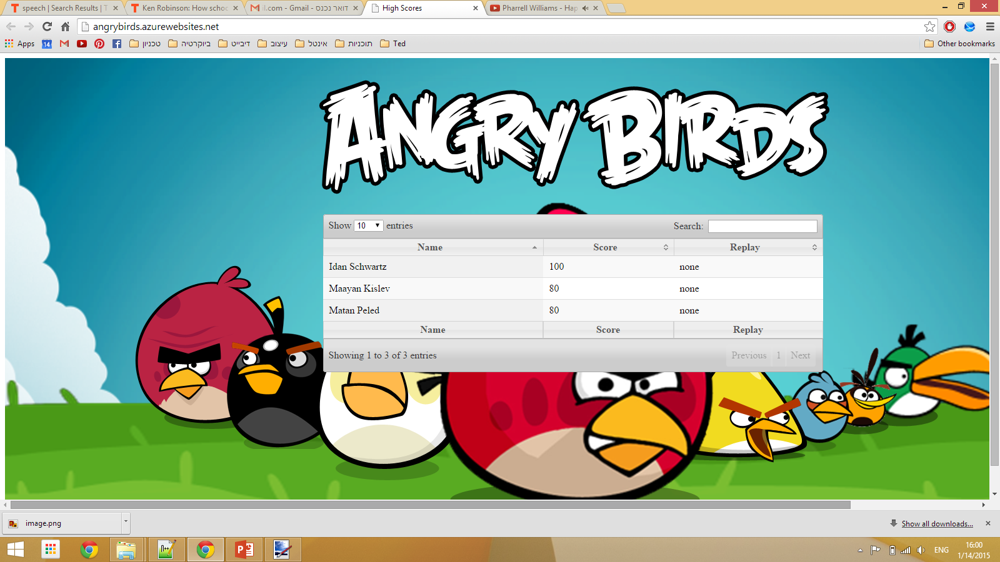 speech | Search Results | T
Ken Robinson: How schoo
il.com - Gmail - דואר נכנס
High Scores
Pharrell Williams - Hap
angrybirds.azurewebsites.net
Apps
14
טכניון
ביוקרטיה
דיבייט
עיצוב
אינטל
תוכניות
Ted
Other bookmarks
ANGRY BIRDS
Show 10 entries
Search:
Name Score Replay
Idan Schwartz 100 none
Maayan Kislev 80 none
Matan Peled 80 none
Name Score Replay
Showing 1 to 3 of 3 entries
Previous 1 Next
image.png
Show all downloads...
ENG
16:00
1/14/2015